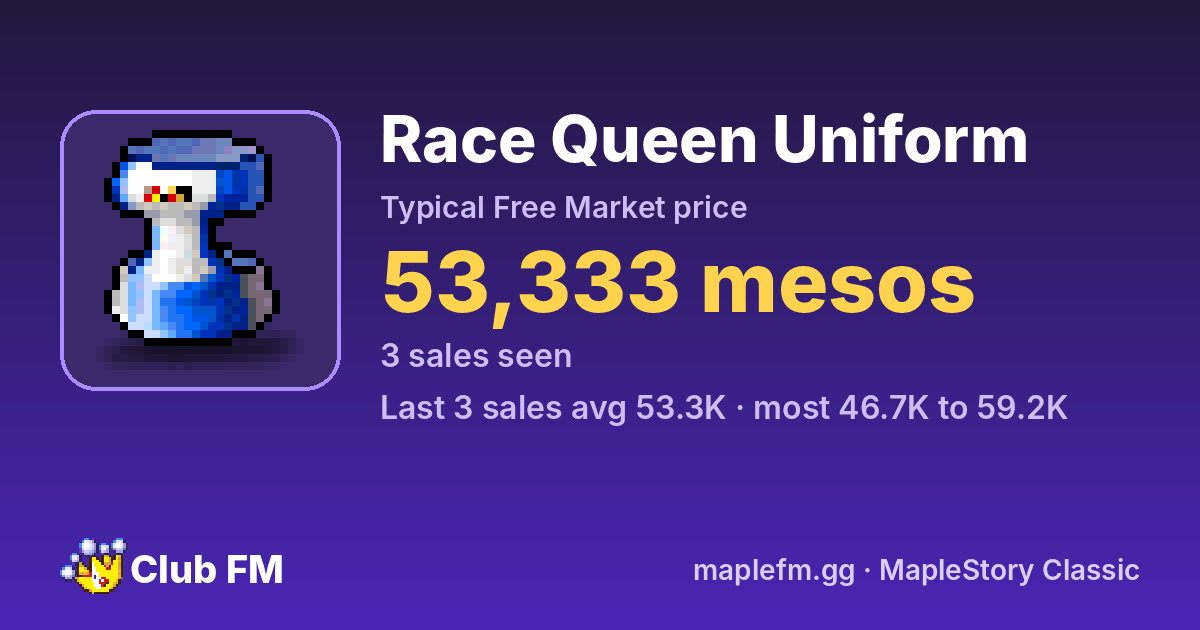 Race Queen Uniform
Typical Free Market price
53,333 mesos
3 sales seen
Last 3 sales avg 53.3K · most 46.7K to 59.2K
Club FM
maplefm.gg · MapleStory Classic